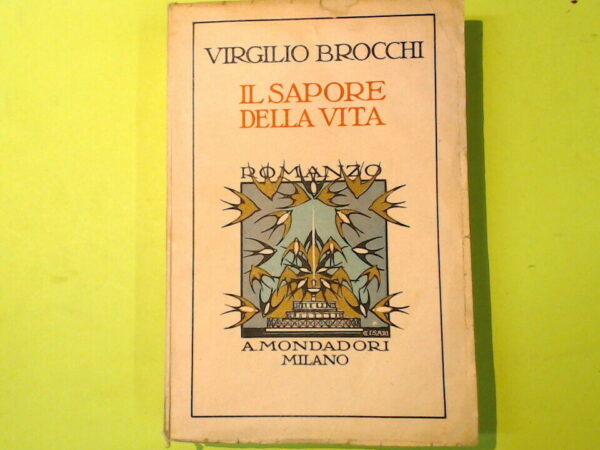 VIRGILIO BROCCHI
IL SAPORE
DELLA VITA
ROMANZO
A. MONDADORI
MILANO